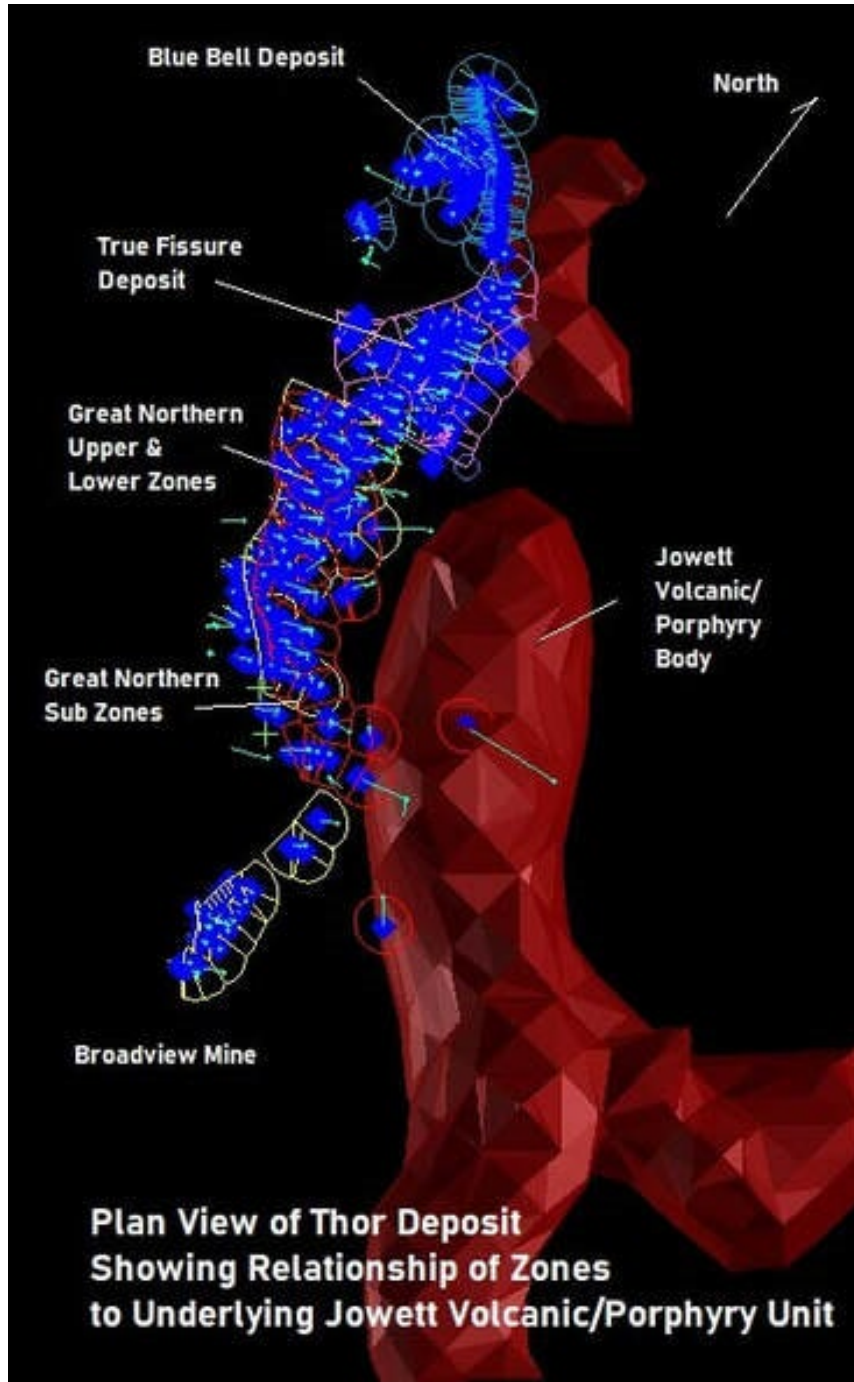 Blue Bell Deposit
North
True Fissure
Deposit
Great Northern
Upper &
Lower Zones
Jowett
Volcanic/
Porphyry
Body
Great Northern
Sub Zones
Broadview Mine
Plan View of Thor Deposit
Showing Relationship of Zones
to Underlying Jowett Volcanic/Porphyry Unit